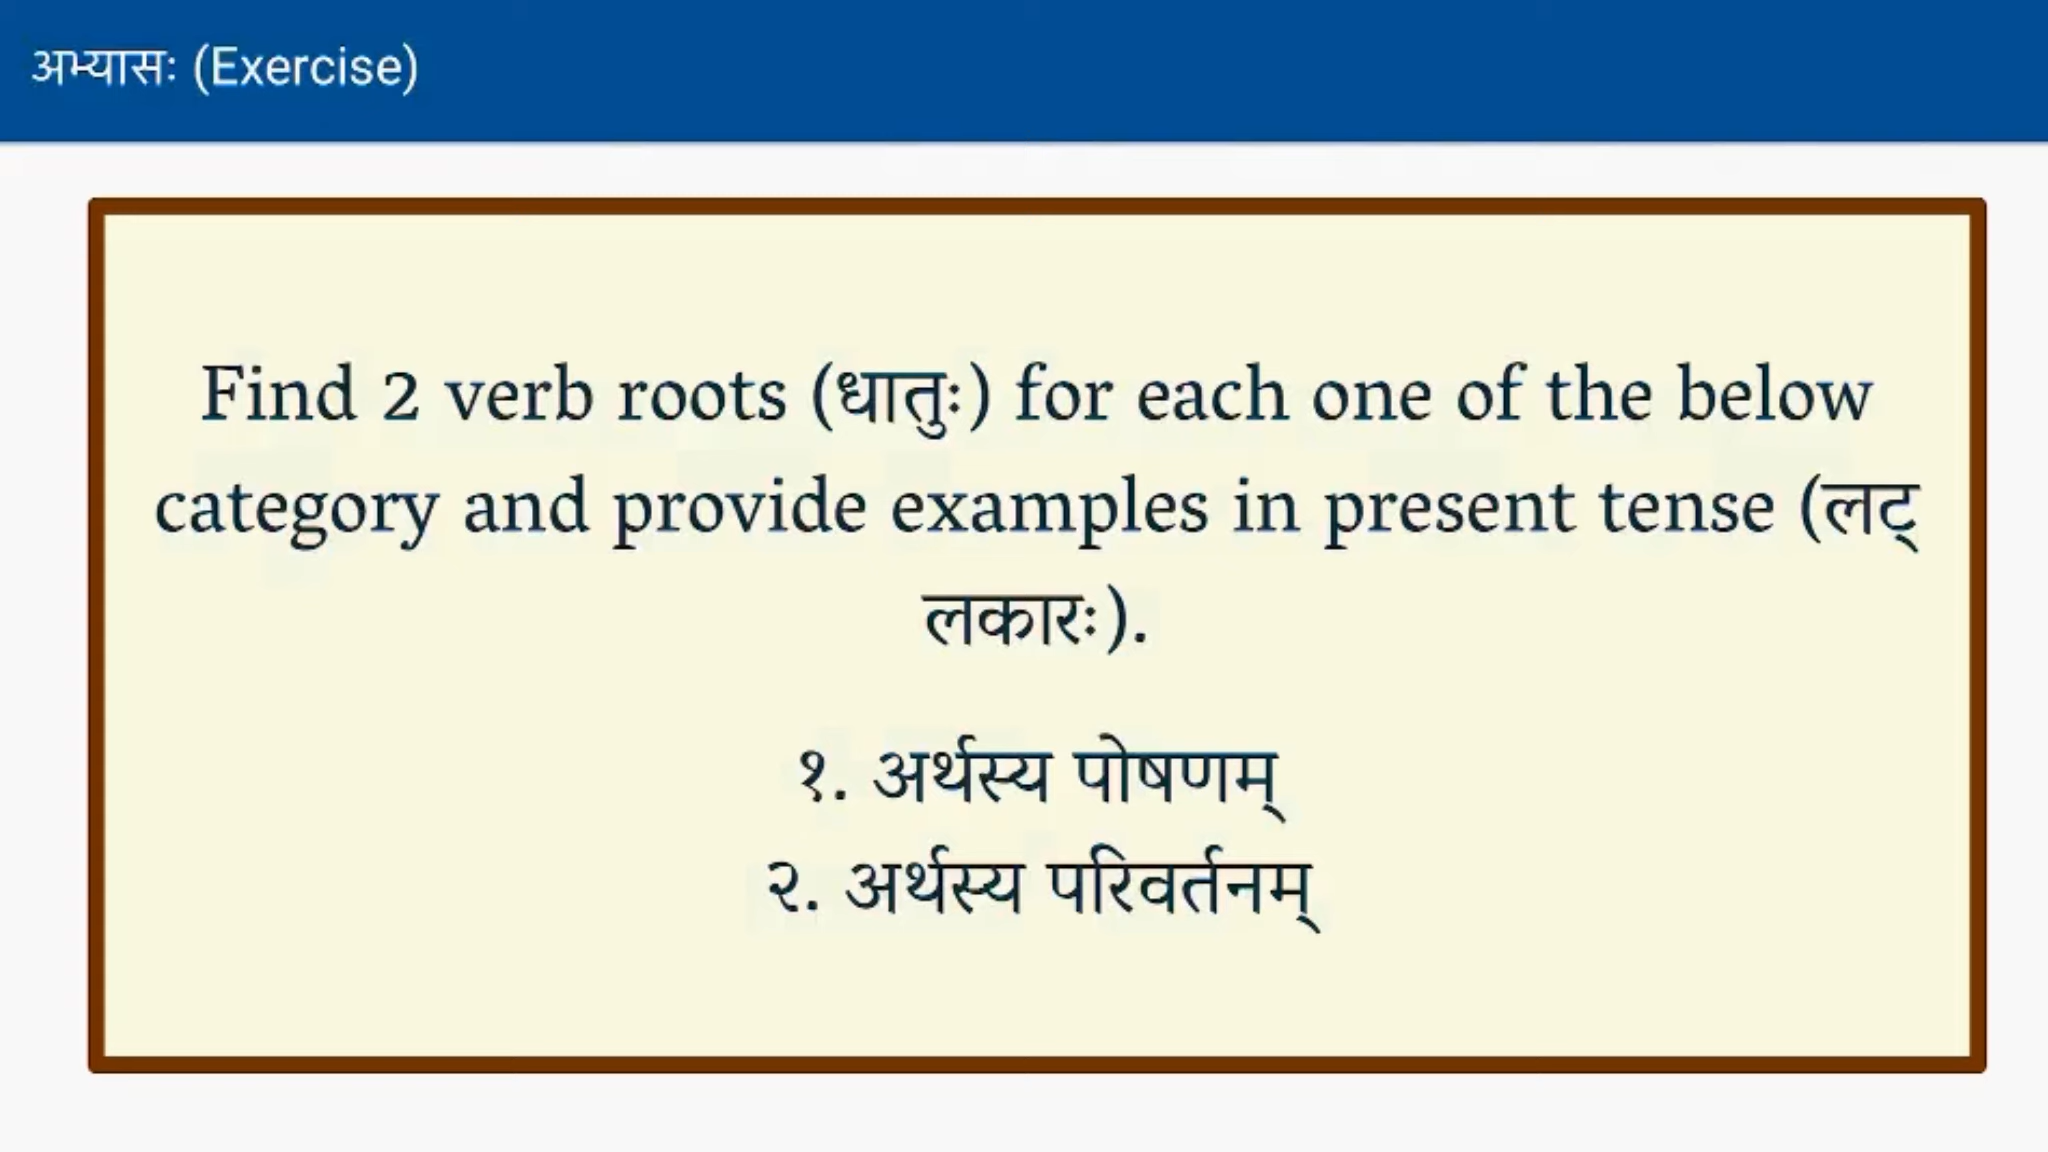 अभ्यासः (Exercise)
Find 2 verb roots (धातुः) for each one of the below
category and provide examples in present tense (लट्
लकारः).
१. अर्थस्य पोषणम्
२. अर्थस्य परिवर्तनम्